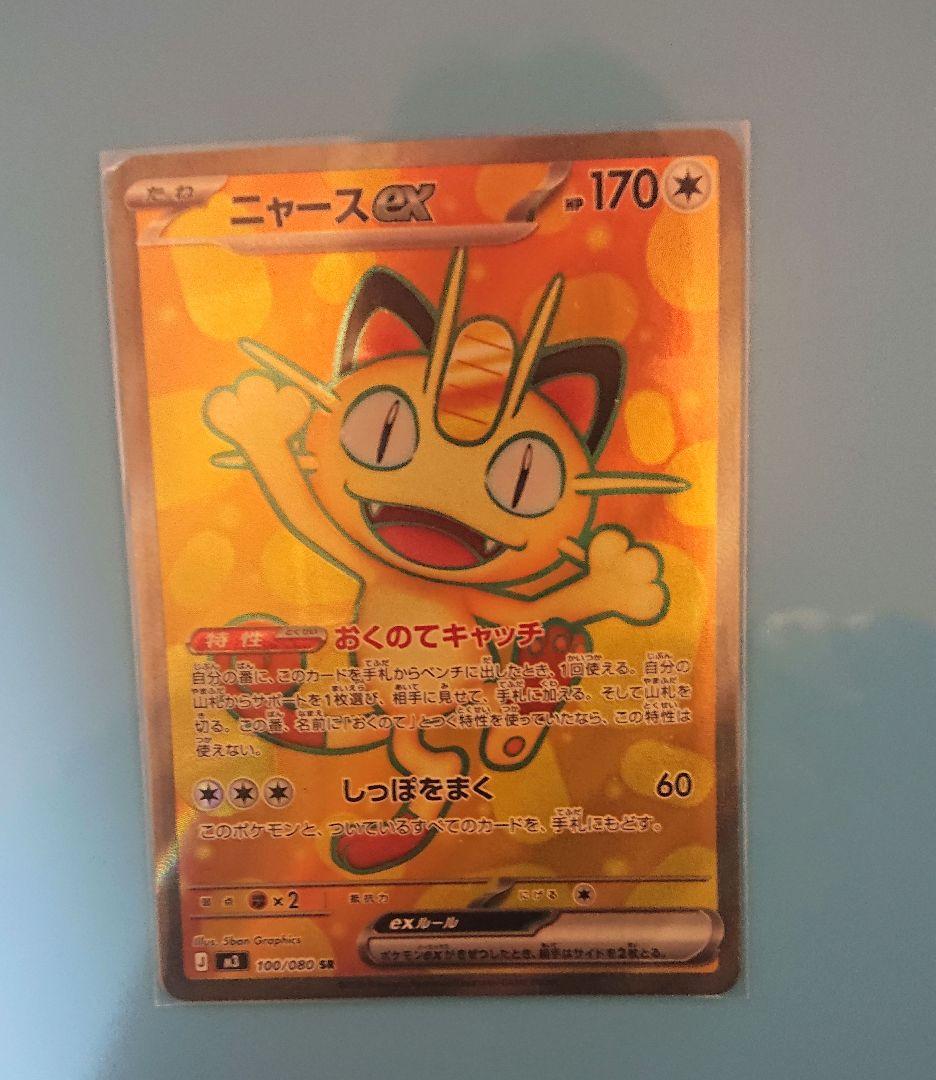 たね ニャースex HP170
特性 とくせい おくのてキャッチ
自分の番に、このカードを手札からベンチに出したとき、1回使える。自分の
山札からサポートを1枚選び、相手に見せて、手札に加える。そして山札を
切る。この番、名前に「おくのて」とつく特性を使っていたなら、この特性は
使えない。
しっぽをまく 60
このポケモンと、ついているすべてのカードを、手札にもどす。
弱点 ×2 抵抗力 にげる
exルール
Illus. 5ban Graphics
ポケモンexがきぜつしたとき、相手はサイドを2枚とる。
J M3 100/080 SR